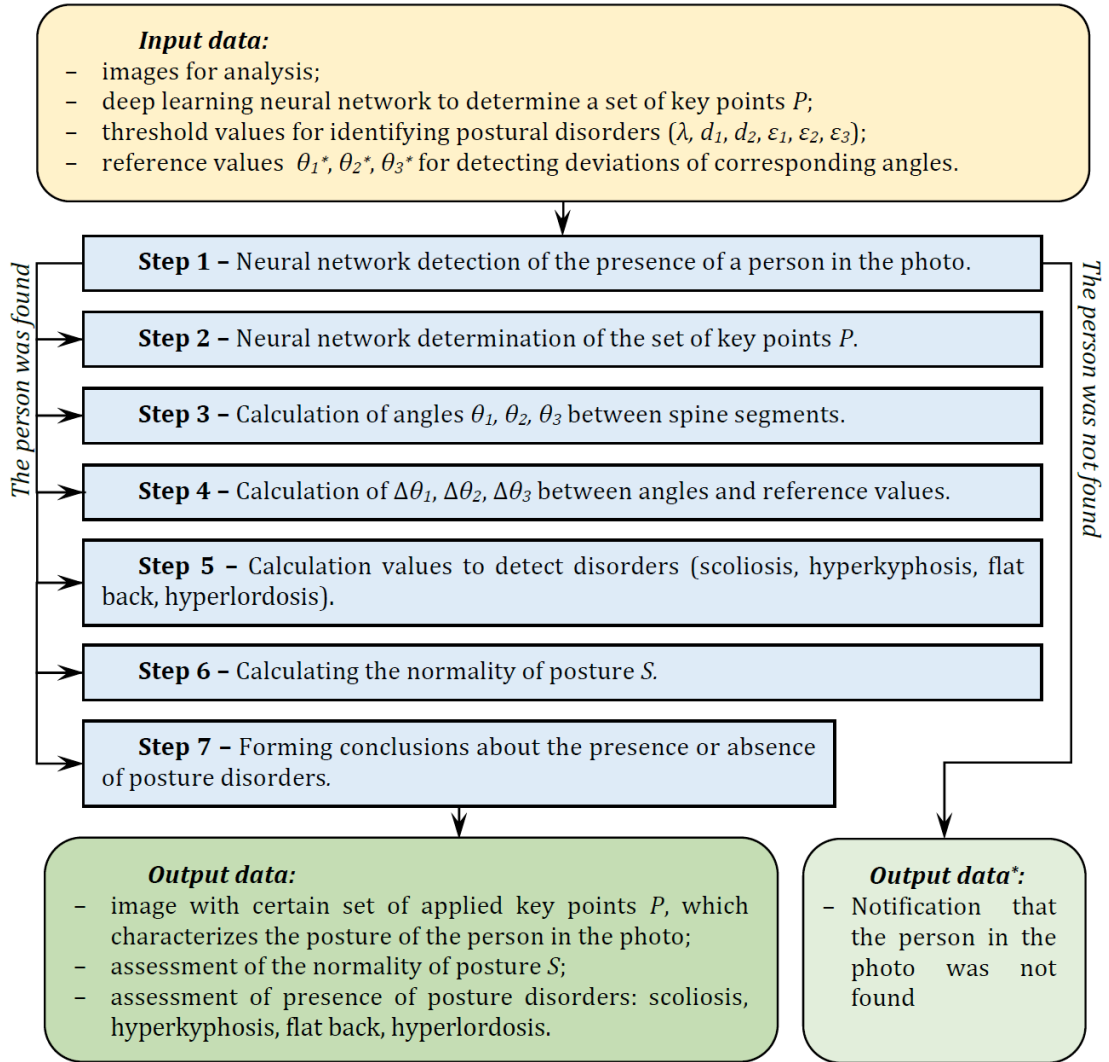 Input data:
– images for analysis;
– deep learning neural network to determine a set of key points P;
– threshold values for identifying postural disorders (λ, d₁, d₂, ε₁, ε₂, ε₃);
– reference values θ₁*, θ₂*, θ₃* for detecting deviations of corresponding angles.
The person was found
The person was not found
Step 1 – Neural network detection of the presence of a person in the photo.
Step 2 – Neural network determination of the set of key points P.
Step 3 – Calculation of angles θ₁, θ₂, θ₃ between spine segments.
Step 4 – Calculation of Δθ₁, Δθ₂, Δθ₃ between angles and reference values.
Step 5 – Calculation values to detect disorders (scoliosis, hyperkyphosis, flat
back, hyperlordosis).
Step 6 – Calculating the normality of posture S.
Step 7 – Forming conclusions about the presence or absence
of posture disorders.
Output data:
– image with certain set of applied key points P, which
characterizes the posture of the person in the photo;
– assessment of the normality of posture S;
– assessment of presence of posture disorders: scoliosis,
hyperkyphosis, flat back, hyperlordosis.
Output data*:
– Notification that
the person in the
photo was not
found